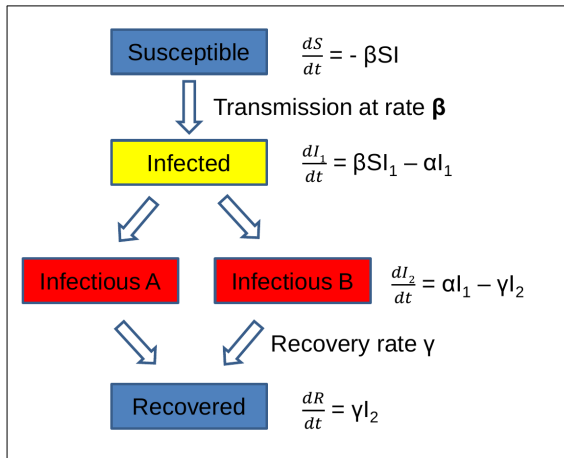 Susceptible
dS/dt = - βSI
Transmission at rate β
Infected
dI₁/dt = βSI₁ – αI₁
Infectious A
Infectious B
dI₂/dt = αI₁ – γI₂
Recovery rate γ
Recovered
dR/dt = γI₂